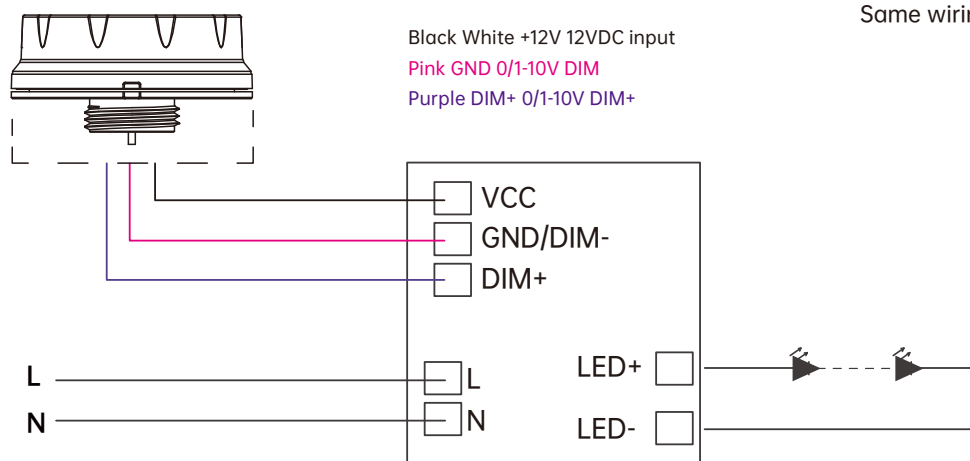 Same wirin
Black White +12V 12VDC input
Pink GND 0/1-10V DIM
Purple DIM+ 0/1-10V DIM+
VCC
GND/DIM-
DIM+
L
L
LED+
N
N
LED-